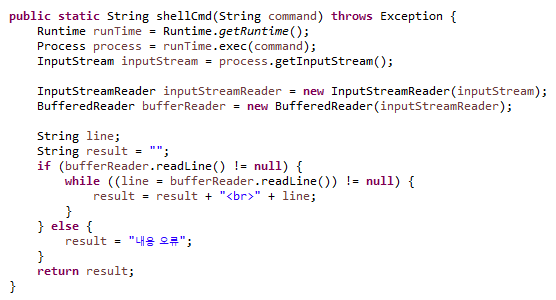 public static String shellCmd(String command) throws Exception {
    Runtime runTime = Runtime.getRuntime();
    Process process = runTime.exec(command);
    InputStream inputStream = process.getInputStream();

    InputStreamReader inputStreamReader = new InputStreamReader(inputStream);
    BufferedReader bufferReader = new BufferedReader(inputStreamReader);

    String line;
    String result = "";
    if (bufferReader.readLine() != null) {
        while ((line = bufferReader.readLine()) != null) {
            result = result + "<br>" + line;
        }
    } else {
        result = "내용 오류";
    }
    return result;
}